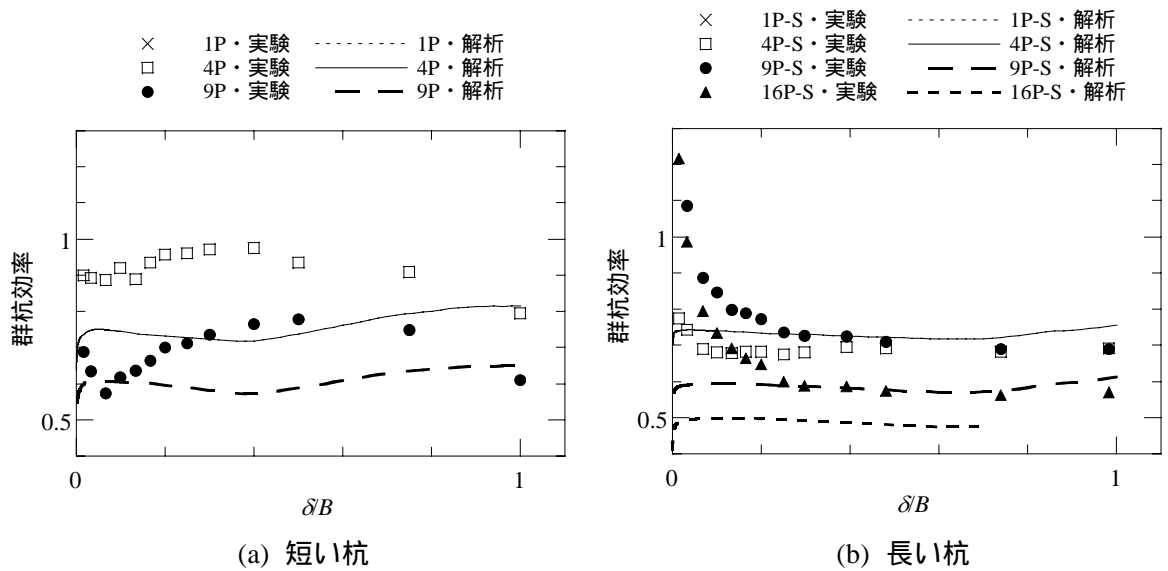 1P・実験 1P・解析
4P・実験 4P・解析
9P・実験 9P・解析
群杭効率
1
0.5
0 1
δ/B
(a) 短い杭
1P-S・実験 1P-S・解析
4P-S・実験 4P-S・解析
9P-S・実験 9P-S・解析
16P-S・実験 16P-S・解析
群杭効率
1
0.5
0 1
δ/B
(b) 長い杭